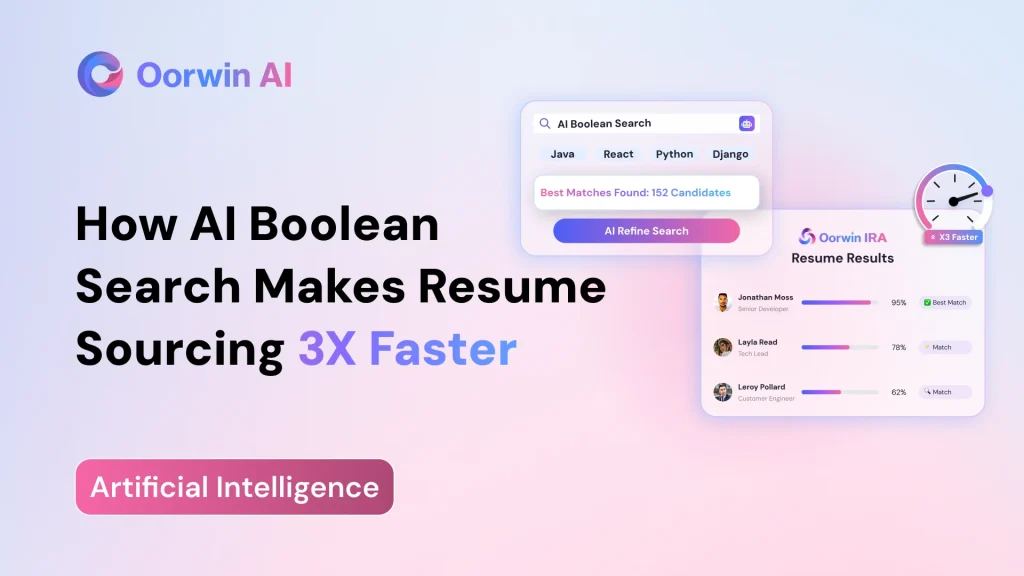 Oorwin AI
How AI Boolean
Search Makes Resume
Sourcing 3X Faster
Artificial Intelligence
AI Boolean Search
Java React Python Django
Best Matches Found: 152 Candidates
AI Refine Search
X3 Faster
Oorwin IRA
Resume Results
Jonathan Moss
Senior Developer
95%
Best Match
Layla Read
Tech Lead
78%
Match
Leroy Pollard
Customer Engineer
62%
Match